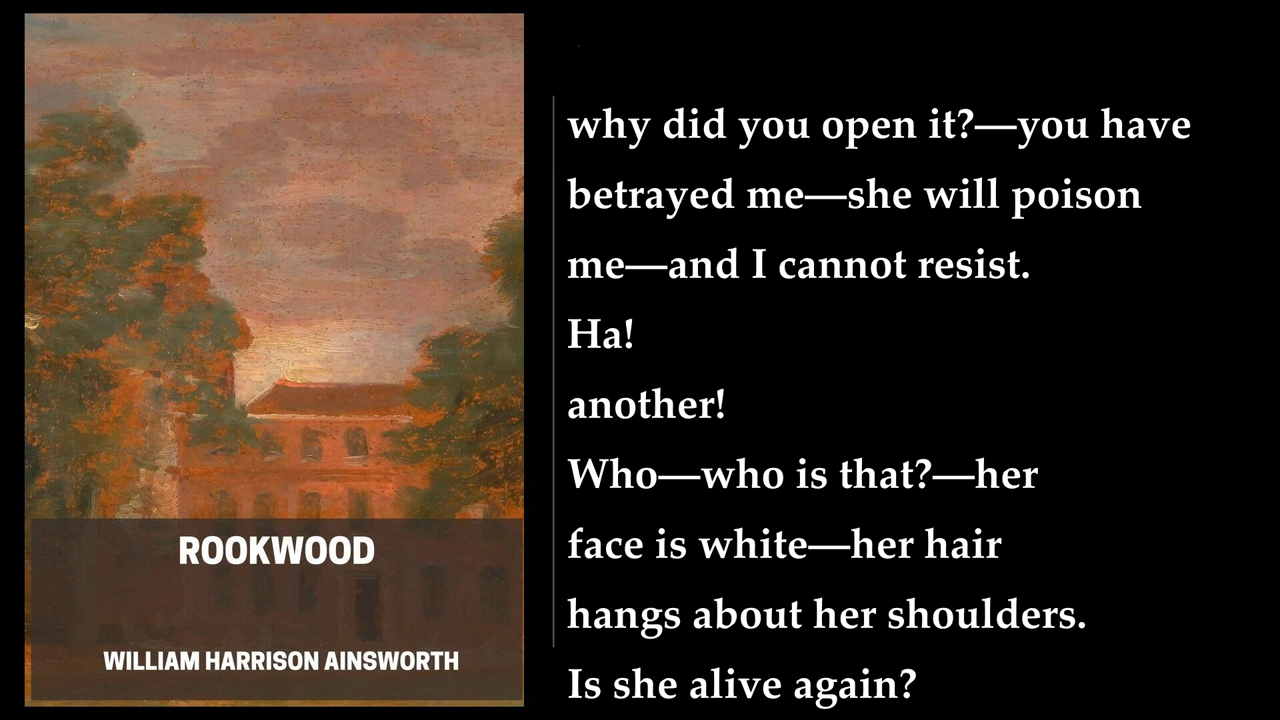 ROOKWOOD
WILLIAM HARRISON AINSWORTH
why did you open it?—you have
betrayed me—she will poison
me—and I cannot resist.
Ha!
another!
Who—who is that?—her
face is white—her hair
hangs about her shoulders.
Is she alive again?